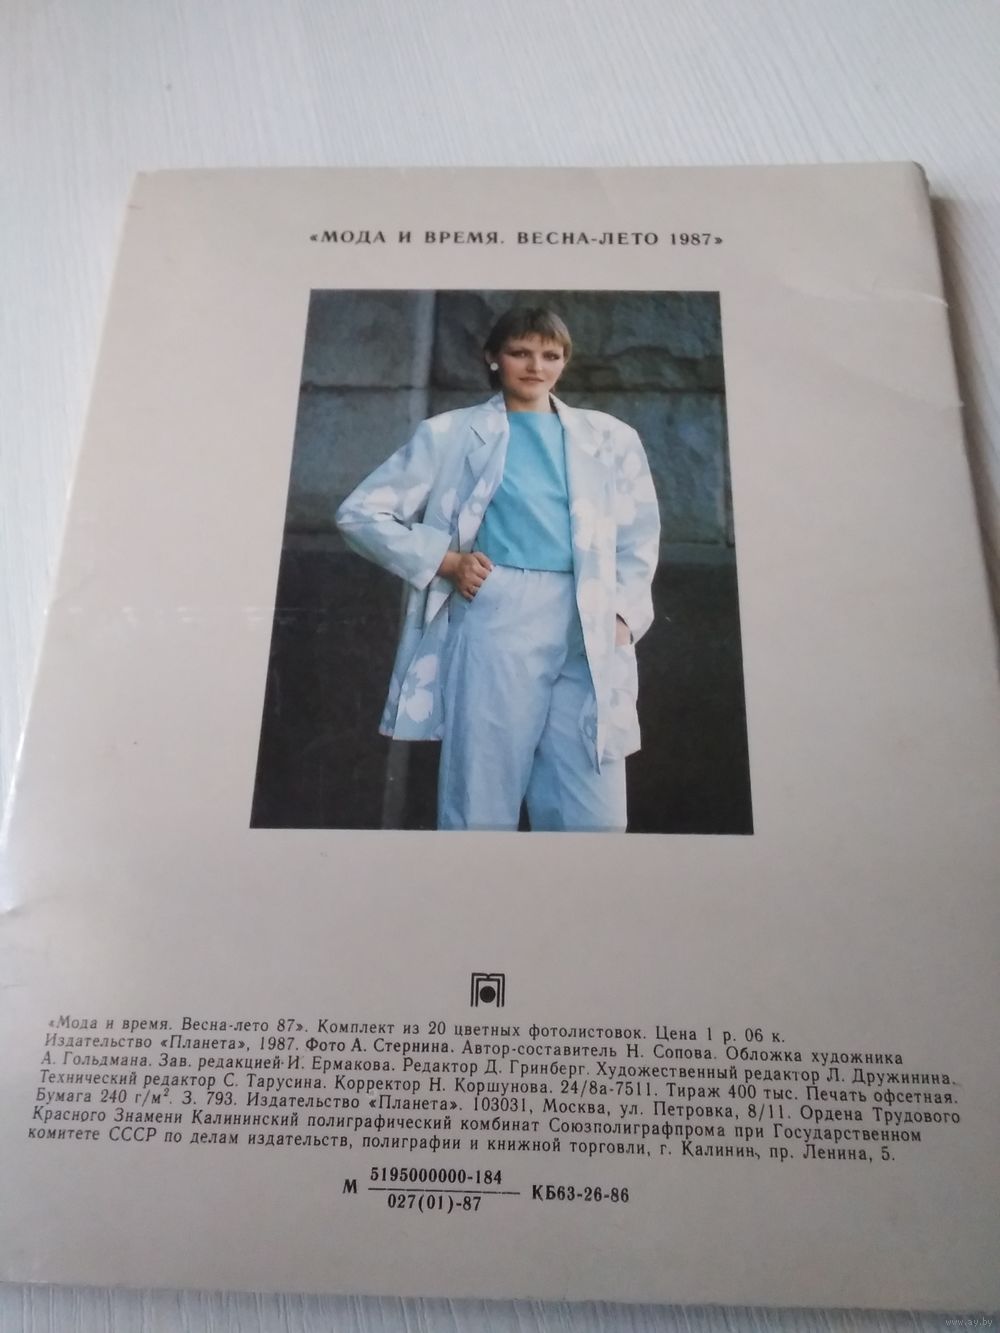 «МОДА И ВРЕМЯ. ВЕСНА-ЛЕТО 1987»
«Мода и время. Весна-лето 87». Комплект из 20 цветных фотолистовок. Цена 1 р. 06 к.
Издательство «Планета», 1987. Фото А. Стернина. Автор-составитель Н. Сопова. Обложка художника
А. Гольдмана. Зав. редакцией И. Ермакова. Редактор Д. Гринберг. Художественный редактор Л. Дружинина.
Технический редактор С. Тарусина. Корректор Н. Коршунова. 24/8а-7511. Тираж 400 тыс. Печать офсетная.
Бумага 240 г/м². З. 793. Издательство «Планета». 103031, Москва, ул. Петровка, 8/11. Ордена Трудового
Красного Знамени Калининский полиграфический комбинат Союзполиграфпрома при Государственном
комитете СССР по делам издательств, полиграфии и книжной торговли, г. Калинин, пр. Ленина, 5.
М 5195000000-184
027(01)-87 КБ63-26-86
www.ay.by